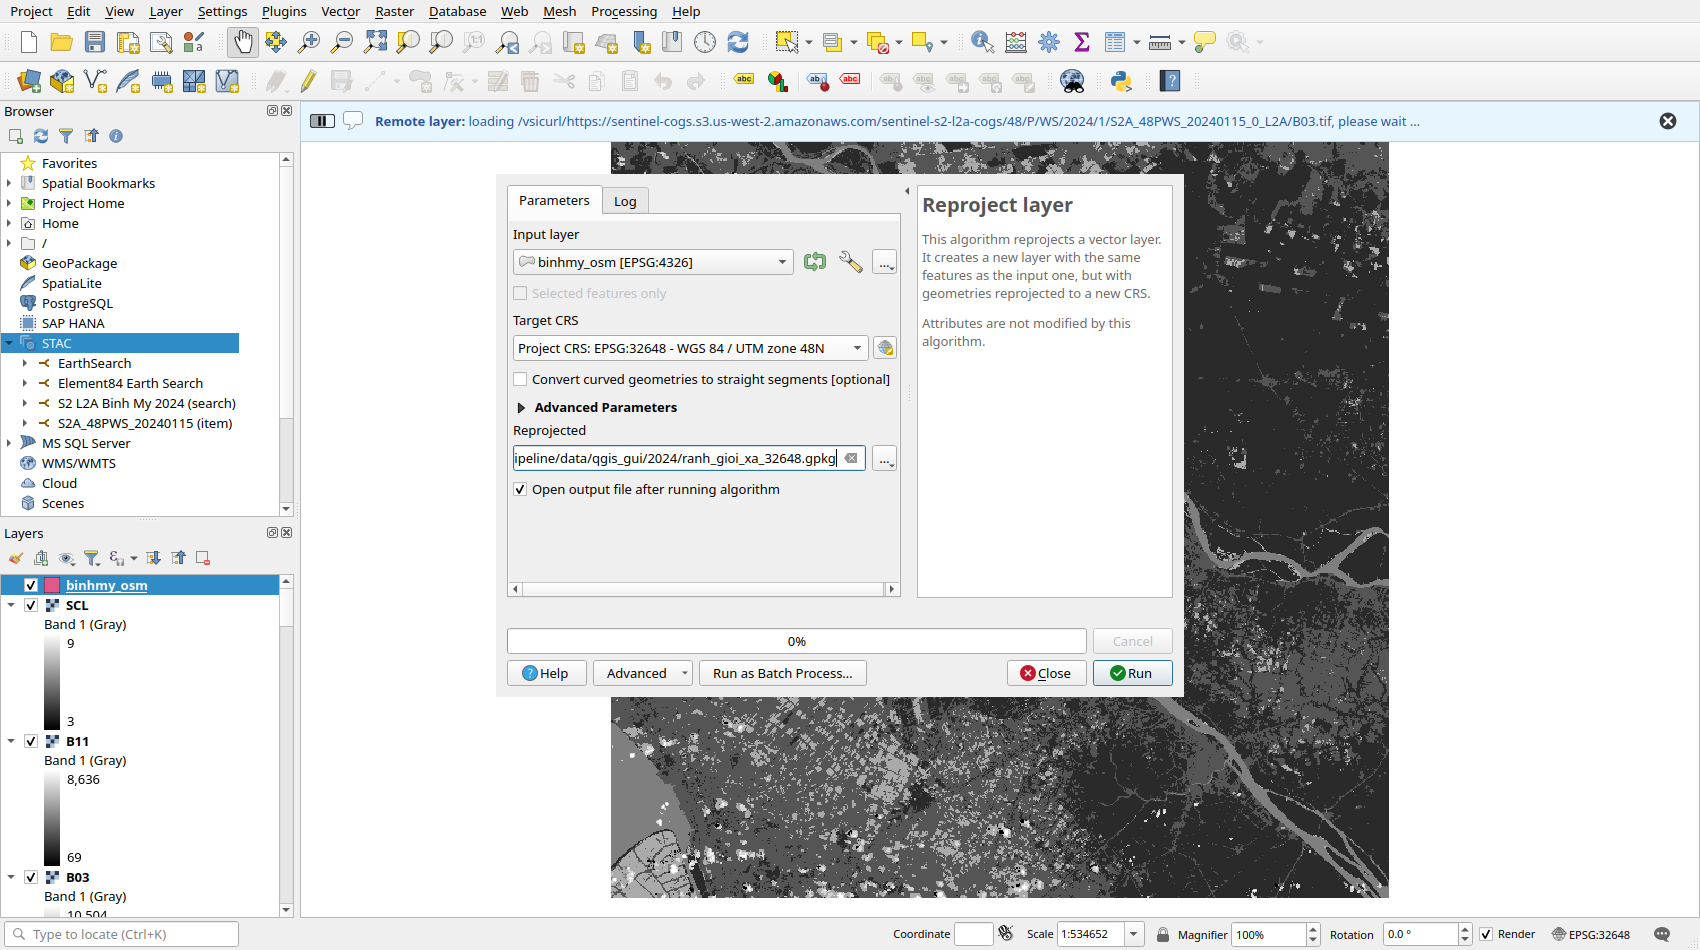 Project Edit View Layer Settings Plugins Vector Raster Database Web Mesh Processing Help
Browser
Favorites
Spatial Bookmarks
Project Home
Home
/
GeoPackage
SpatiaLite
PostgreSQL
SAP HANA
STAC
EarthSearch
Element84 Earth Search
S2 L2A Binh My 2024 (search)
S2A_48PWS_20240115 (item)
MS SQL Server
WMS/WMTS
Cloud
Scenes
Layers
binhmy_osm
SCL
Band 1 (Gray)
9
3
B11
Band 1 (Gray)
8,636
69
B03
Band 1 (Gray)
10,504
Remote layer: loading /vsicurl/https://sentinel-cogs.s3.us-west-2.amazonaws.com/sentinel-s2-l2a-cogs/48/P/WS/2024/1/S2A_48PWS_20240115_0_L2A/B03.tif, please wait ...
Parameters Log
Input layer
binhmy_osm [EPSG:4326]
...
Selected features only
Target CRS
Project CRS: EPSG:32648 - WGS 84 / UTM zone 48N
Convert curved geometries to straight segments [optional]
Advanced Parameters
Reprojected
ipeline/data/qgis_gui/2024/ranh_gioi_xa_32648.gpkg
...
Open output file after running algorithm
Reproject layer
This algorithm reprojects a vector layer.
It creates a new layer with the same
features as the input one, but with
geometries reprojected to a new CRS.
Attributes are not modified by this
algorithm.
0%
Cancel
Help Advanced Run as Batch Process... Close Run
Type to locate (Ctrl+K)
Coordinate Scale 1:534652 Magnifier 100% Rotation 0.0 ° Render EPSG:32648
abc
abc
abc